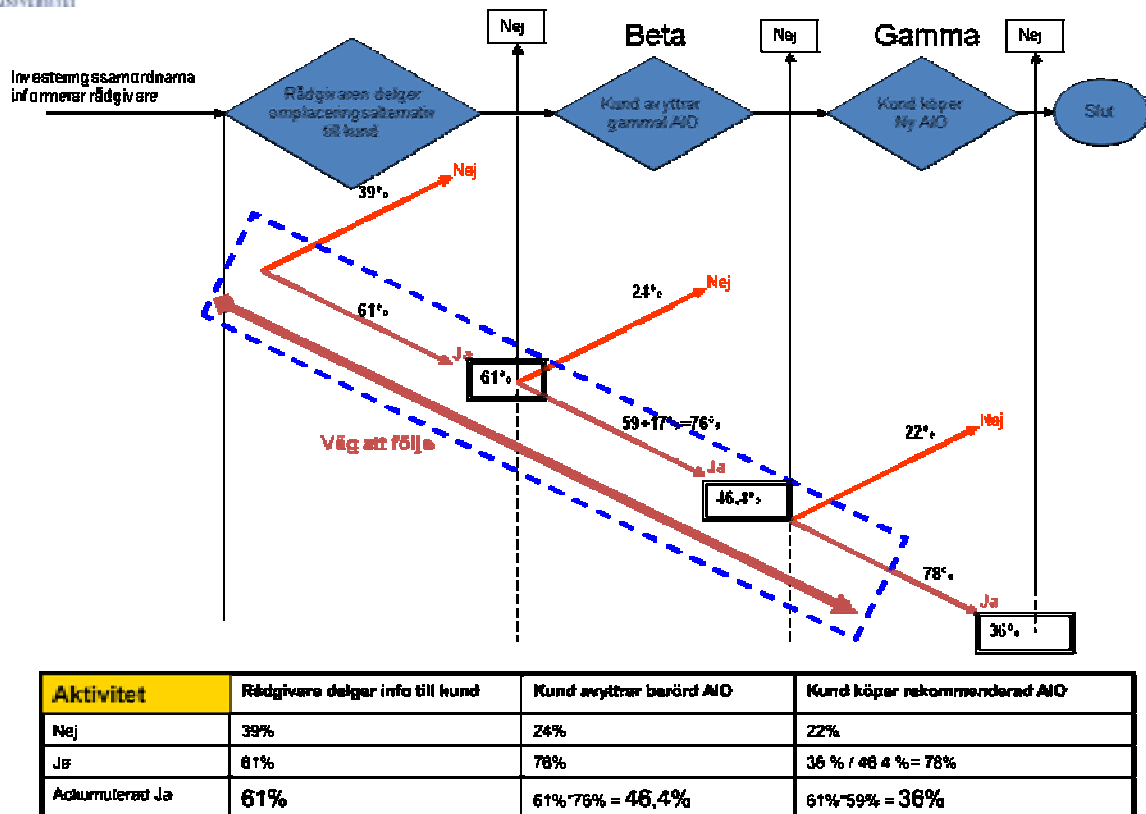 Nej
Beta
Nej
Gamma
Nej
Investeringssamordnarna
informerar rådgivare
Rådgivaren delger
omplaceringsalternativ
till kund
Kund avyttrar
gammal AIO
Kund köper
Ny AIO
Slut
Nej
39%
61%
Ja
61%
Nej
24%
59+17%=76%
Ja
46,4%
Väg att följa
Nej
22%
78%
Ja
36%
Aktivitet Rådgivare delger info till kund Kund avyttrar berörd AIO Kund köper rekommenderad AIO
Nej 39% 24% 22%
Ja 61% 76% 36 % / 46 4 %= 78%
Ackumulerad Ja 61% 61%*76% = 46,4% 61%*59% = 36%